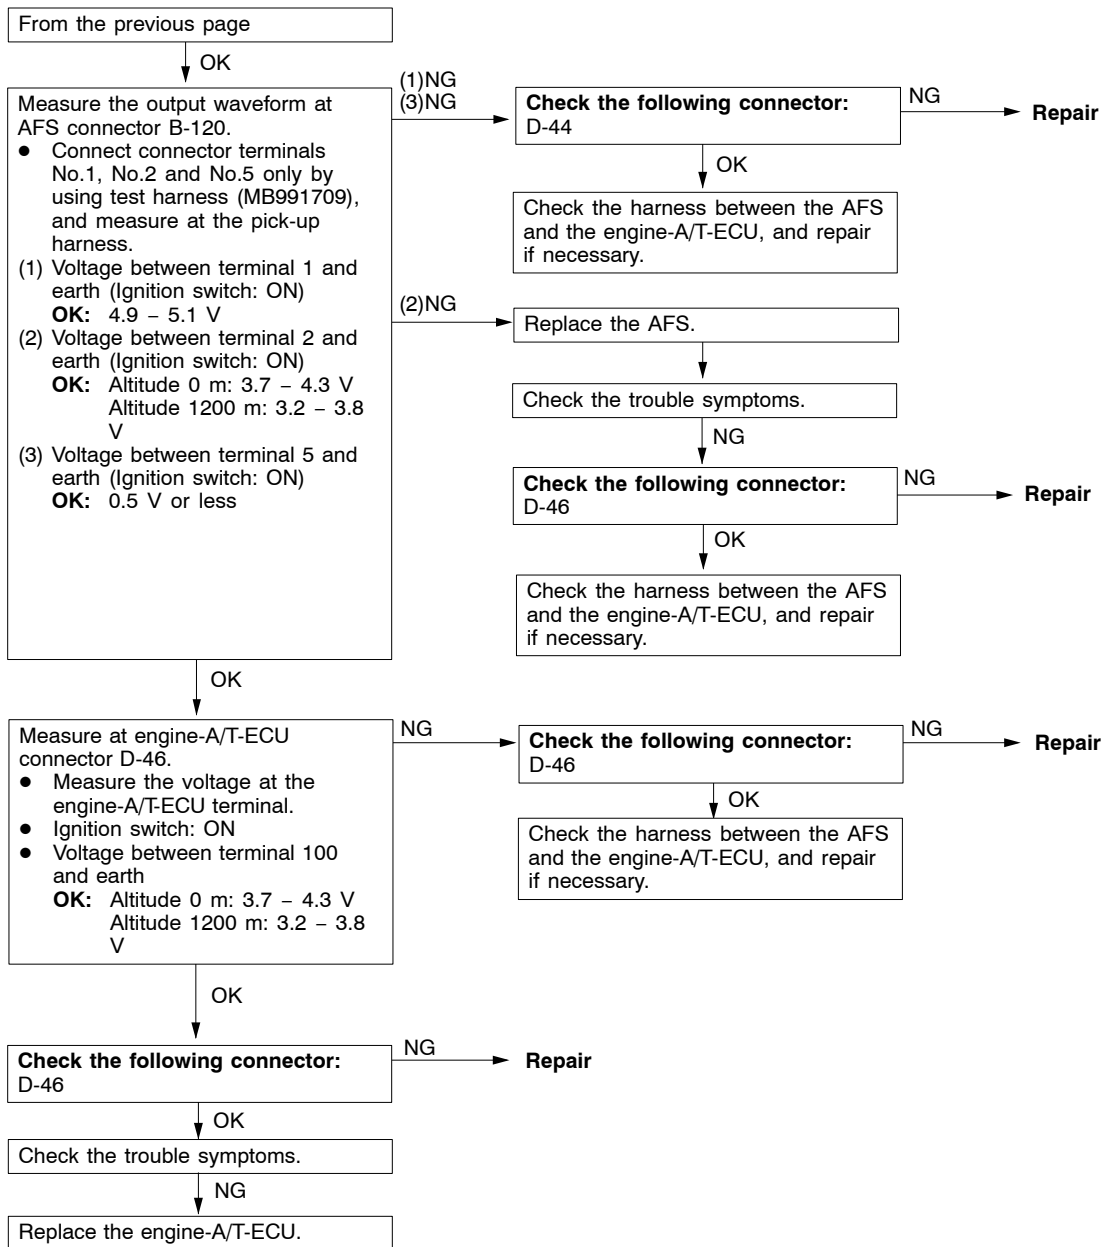 From the previous page
OK
Measure the output waveform at
AFS connector B-120.
● Connect connector terminals
No.1, No.2 and No.5 only by
using test harness (MB991709),
and measure at the pick-up
harness.
(1) Voltage between terminal 1 and
earth (Ignition switch: ON)
OK: 4.9 – 5.1 V
(2) Voltage between terminal 2 and
earth (Ignition switch: ON)
OK: Altitude 0 m: 3.7 – 4.3 V
Altitude 1200 m: 3.2 – 3.8
V
(3) Voltage between terminal 5 and
earth (Ignition switch: ON)
OK: 0.5 V or less
(1)NG
(3)NG
Check the following connector:
D-44
NG
Repair
OK
Check the harness between the AFS
and the engine-A/T-ECU, and repair
if necessary.
(2)NG
Replace the AFS.
Check the trouble symptoms.
NG
Check the following connector:
D-46
NG
Repair
OK
Check the harness between the AFS
and the engine-A/T-ECU, and repair
if necessary.
OK
Measure at engine-A/T-ECU
connector D-46.
● Measure the voltage at the
engine-A/T-ECU terminal.
● Ignition switch: ON
● Voltage between terminal 100
and earth
OK: Altitude 0 m: 3.7 – 4.3 V
Altitude 1200 m: 3.2 – 3.8
V
NG
Check the following connector:
D-46
NG
Repair
OK
Check the harness between the AFS
and the engine-A/T-ECU, and repair
if necessary.
OK
Check the following connector:
D-46
NG
Repair
OK
Check the trouble symptoms.
NG
Replace the engine-A/T-ECU.